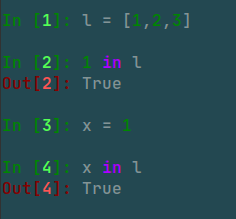 In [1]: l = [1,2,3]
In [2]: 1 in l
Out[2]: True
In [3]: x = 1
In [4]: x in l
Out[4]: True